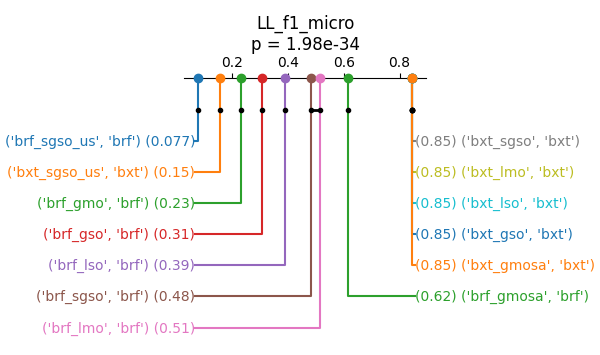 LL_f1_micro
p = 1.98e-34
0.2 0.4 0.6 0.8
('brf_sgso_us', 'brf') (0.077) (0.85) ('bxt_sgso', 'bxt')
('bxt_sgso_us', 'bxt') (0.15) (0.85) ('bxt_lmo', 'bxt')
('brf_gmo', 'brf') (0.23) (0.85) ('bxt_lso', 'bxt')
('brf_gso', 'brf') (0.31) (0.85) ('bxt_gso', 'bxt')
('brf_lso', 'brf') (0.39) (0.85) ('bxt_gmosa', 'bxt')
('brf_sgso', 'brf') (0.48) (0.62) ('brf_gmosa', 'brf')
('brf_lmo', 'brf') (0.51)